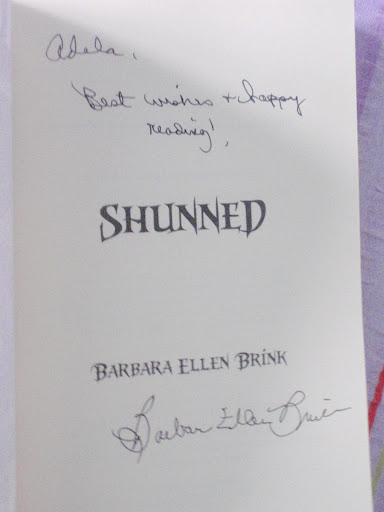 Adela,
Best wishes + happy
reading!,
SHUNNED
BARBARA ELLEN BRINK
Barbara Ellen Brink